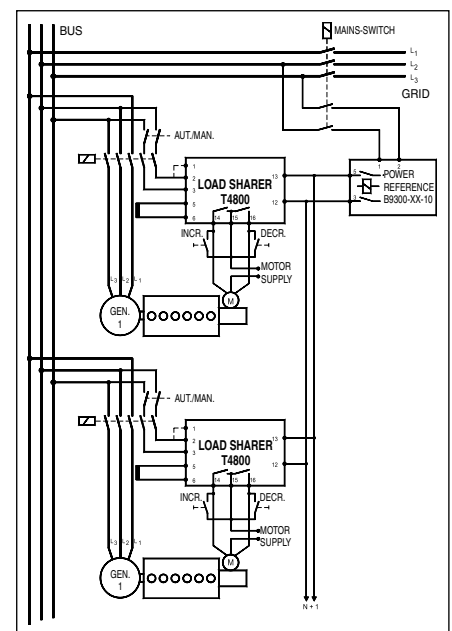 BUS
MAINS-SWITCH
L1
L2
L3
GRID
AUT./MAN.
1 2
1
2
3
5
6
LOAD SHARER
T4800
13
12
14 15 16
5
POWER
REFERENCE
3
B9300-XX-10
INCR.
DECR.
MOTOR
SUPPLY
M
L3 L2 L1
GEN.
1
AUT./MAN.
1
2
3
5
6
LOAD SHARER
T4800
13
12
14 15 16
INCR.
DECR.
MOTOR
SUPPLY
M
L3 L2 L1
GEN.
1
N + 1